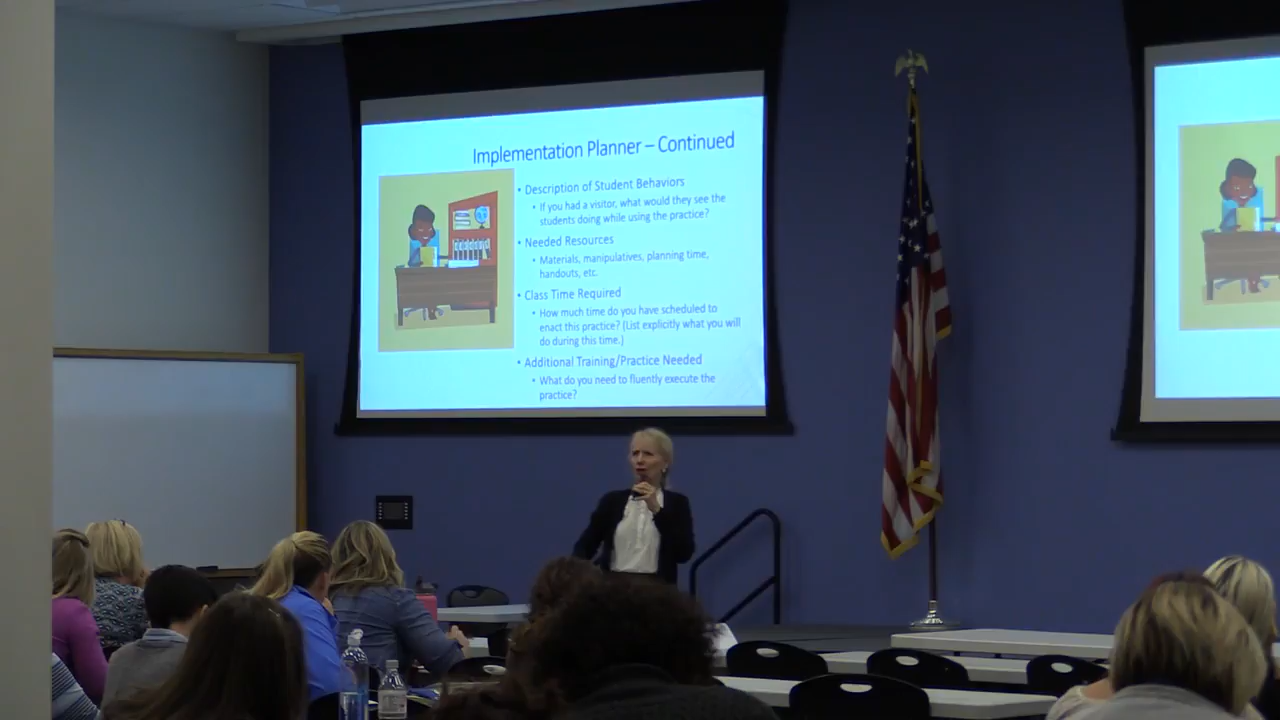 Implementation Planner – Continued
• Description of Student Behaviors
• If you had a visitor, what would they see the
students doing while using the practice?
• Needed Resources
• Materials, manipulatives, planning time,
handouts, etc.
• Class Time Required
• How much time do you have scheduled to
enact this practice? (List explicitly what you will
do during this time.)
• Additional Training/Practice Needed
• What do you need to fluently execute the
practice?